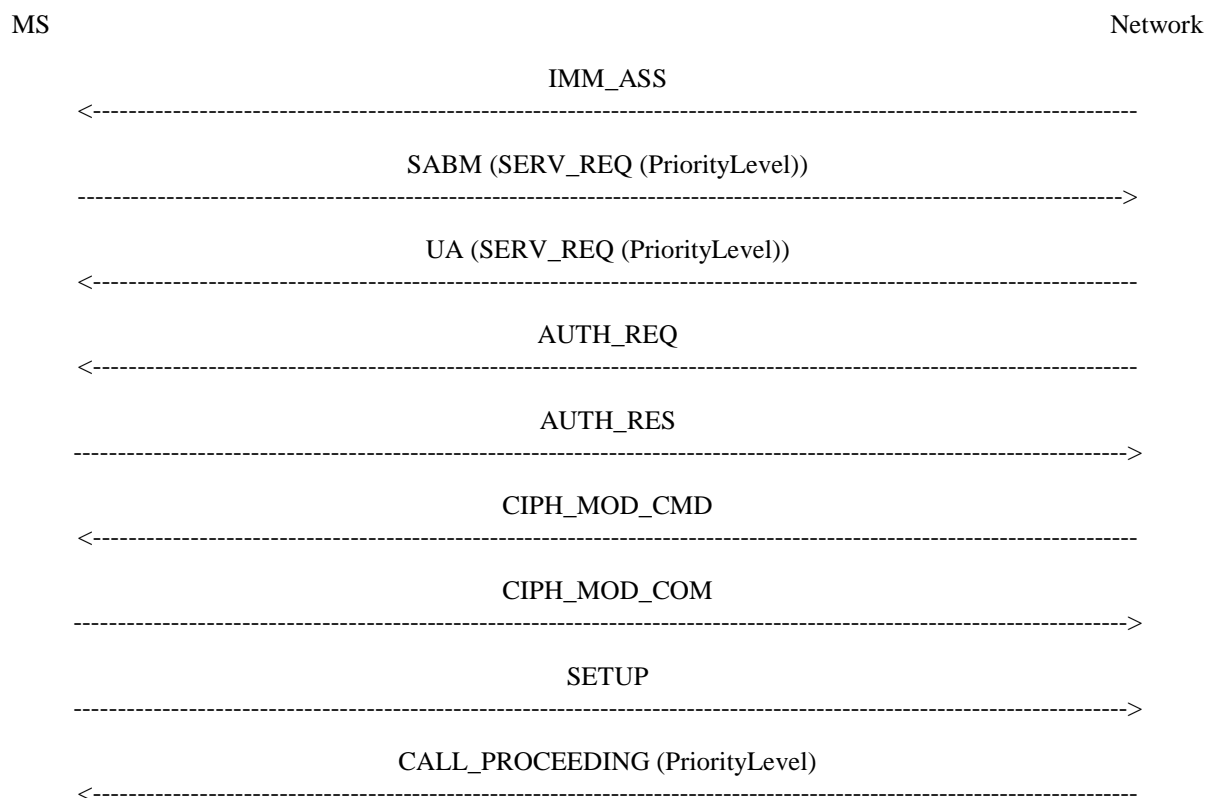 MS Network
IMM_ASS
SABM (SERV_REQ (PriorityLevel))
UA (SERV_REQ (PriorityLevel))
AUTH_REQ
AUTH_RES
CIPH_MOD_CMD
CIPH_MOD_COM
SETUP
CALL_PROCEEDING (PriorityLevel)